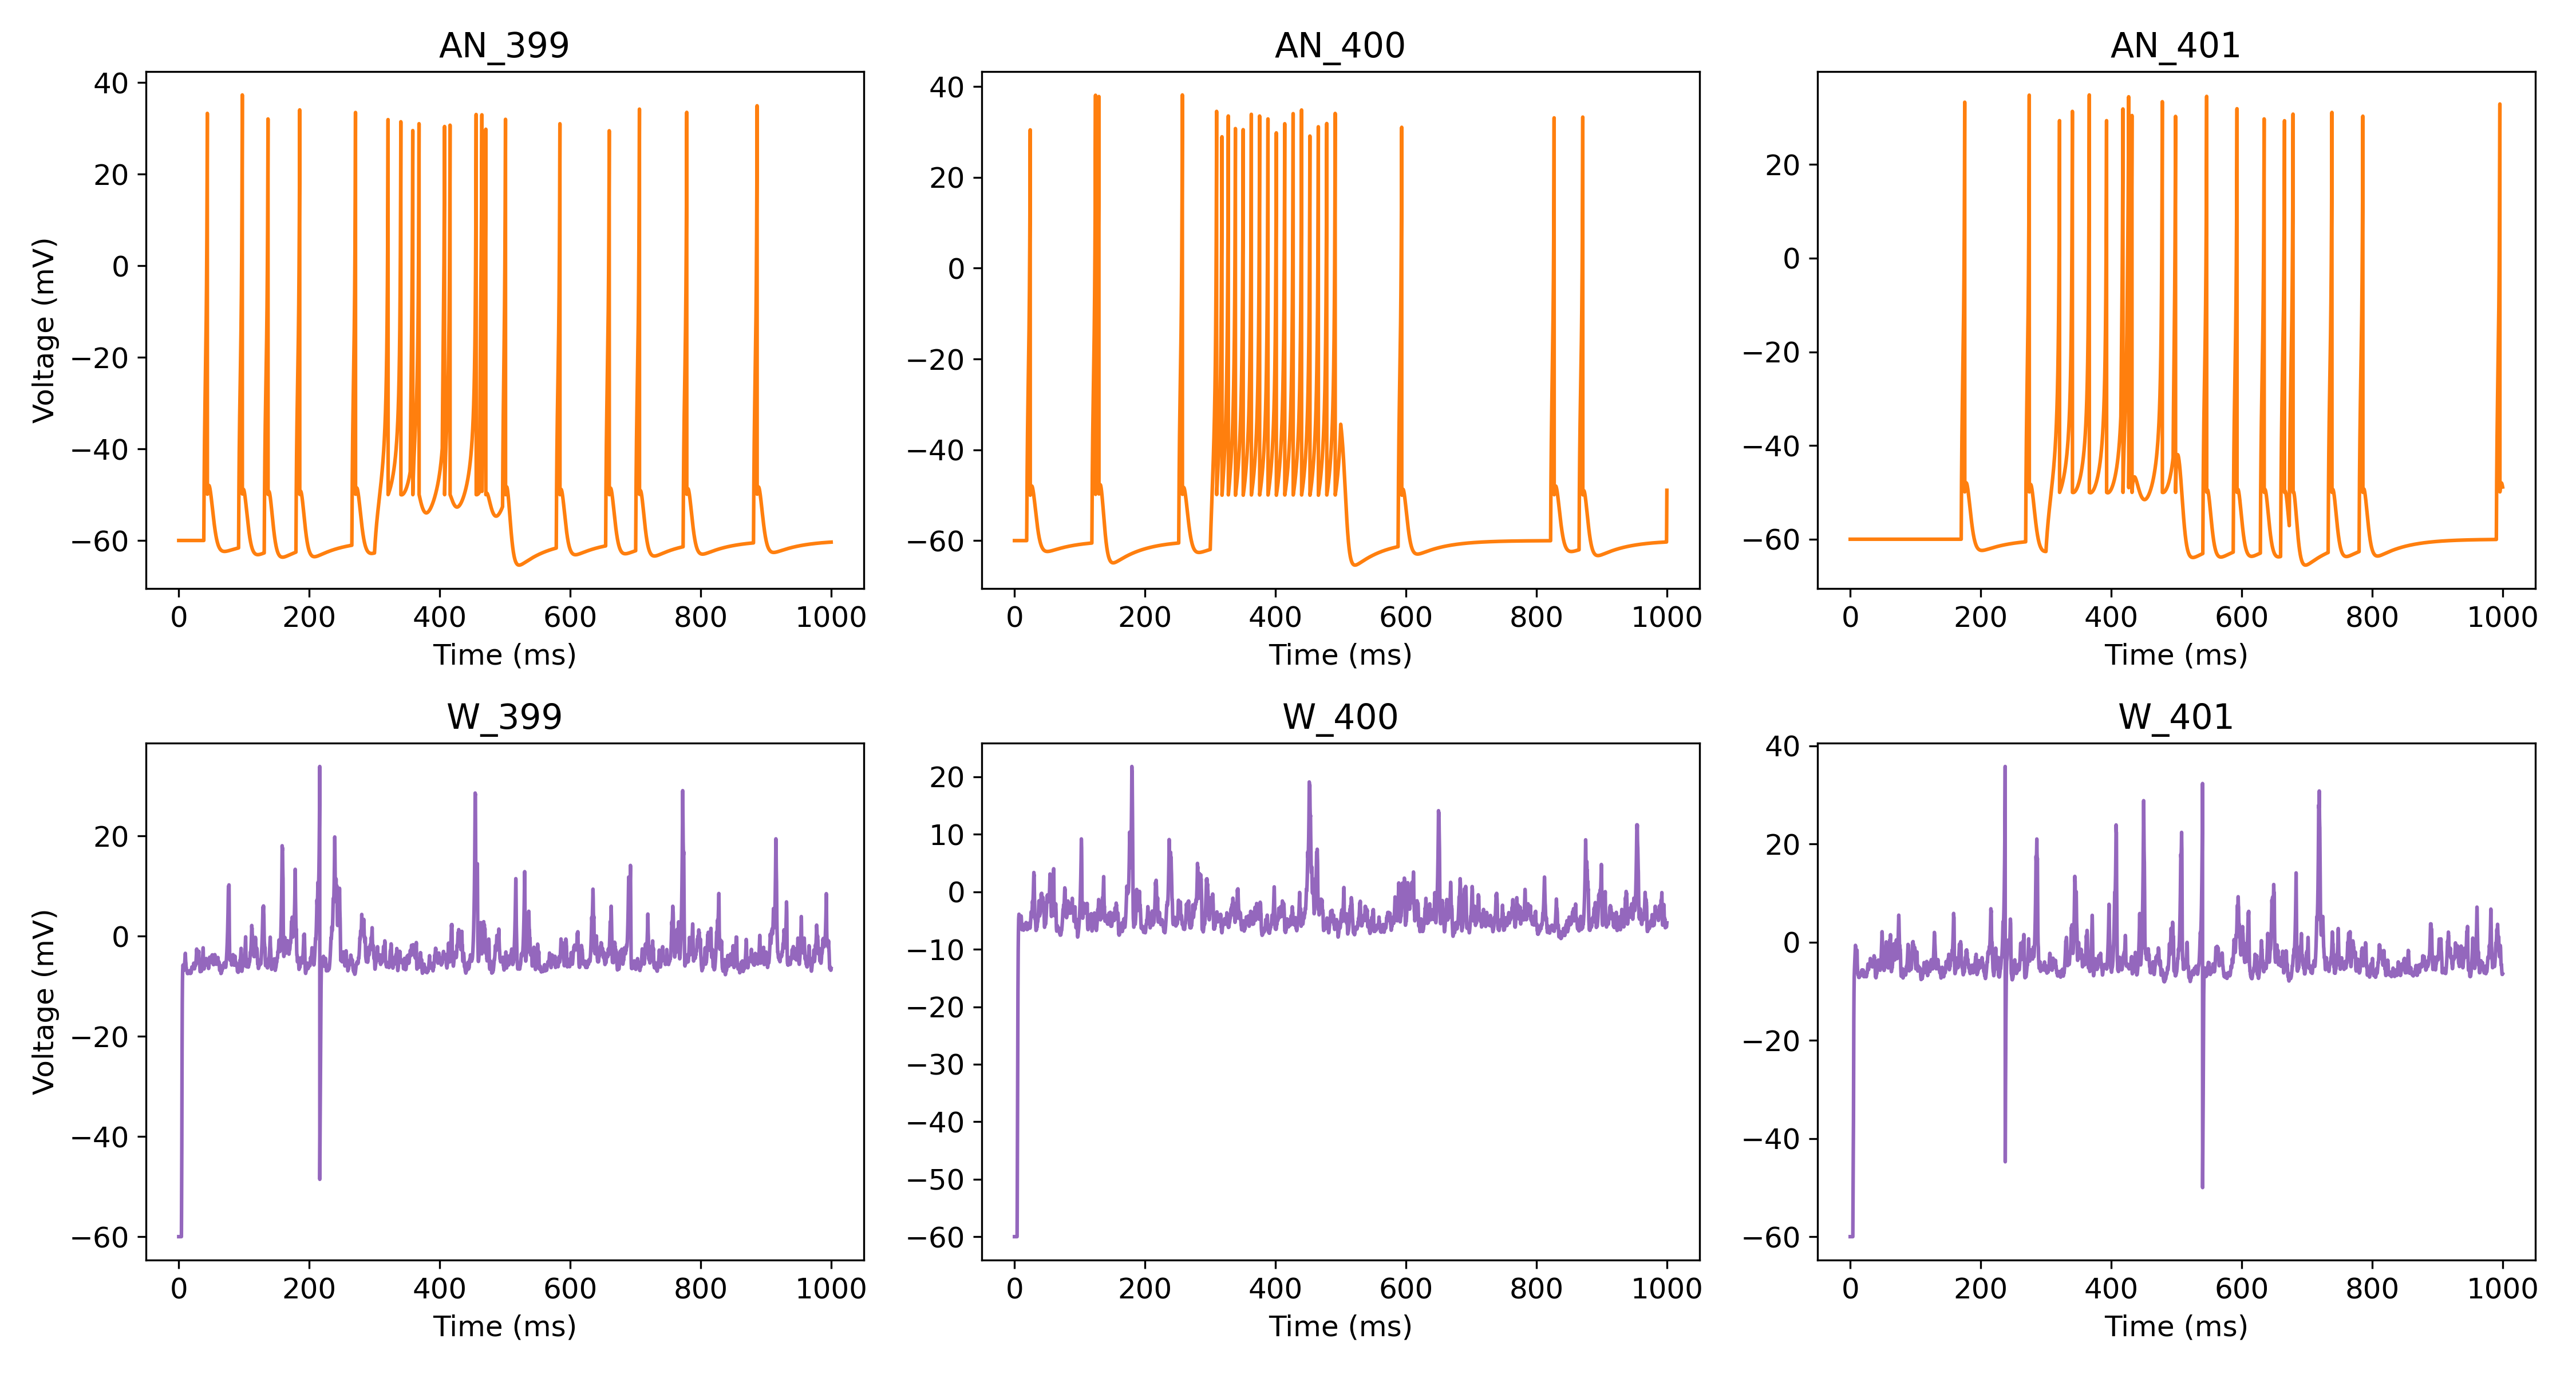 AN_399 AN_400 AN_401
40 40
20 20 20
0 0 0
−20 −20 −20
−40 −40 −40
−60 −60 −60
Voltage (mV)
0 200 400 600 800 1000 0 200 400 600 800 1000 0 200 400 600 800 1000
Time (ms) Time (ms) Time (ms)
W_399 W_400 W_401
20 0 −20 −40 −60
20 10 0 −10 −20 −30 −40 −50 −60
40 20 0 −20 −40 −60
Voltage (mV)
0 200 400 600 800 1000 0 200 400 600 800 1000 0 200 400 600 800 1000
Time (ms) Time (ms) Time (ms)